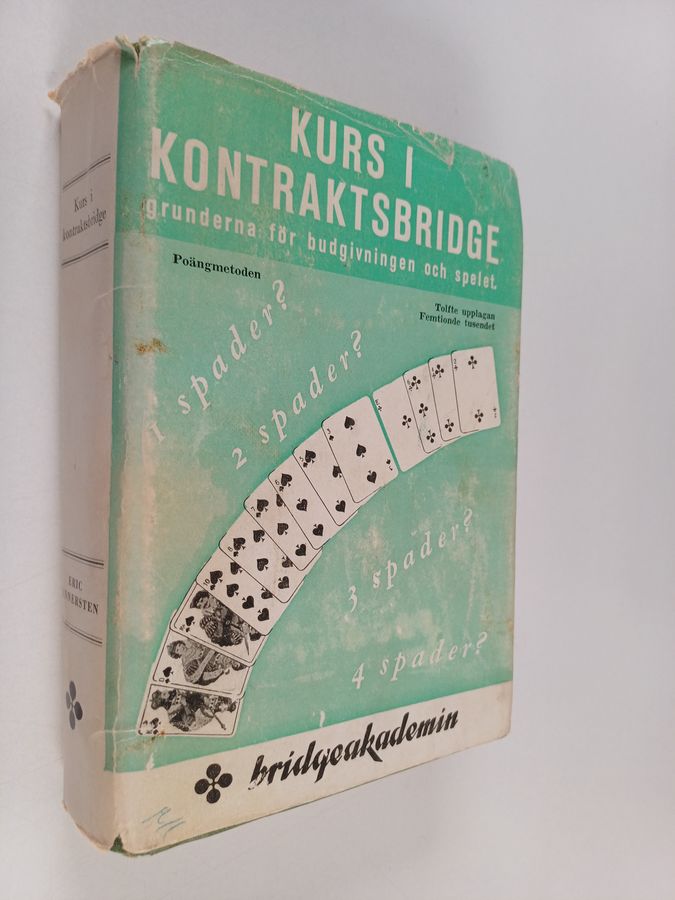 KURS I
KONTRAKTSBRIDGE
grunderna för budgivningen och spelet.
Poängmetoden
Tolfte upplagan
Femtionde tusendet
1 spader?
2 spader?
3 spader?
4 spader?
bridgeakademin
Kurs i
kontraktsbridge
ERIC